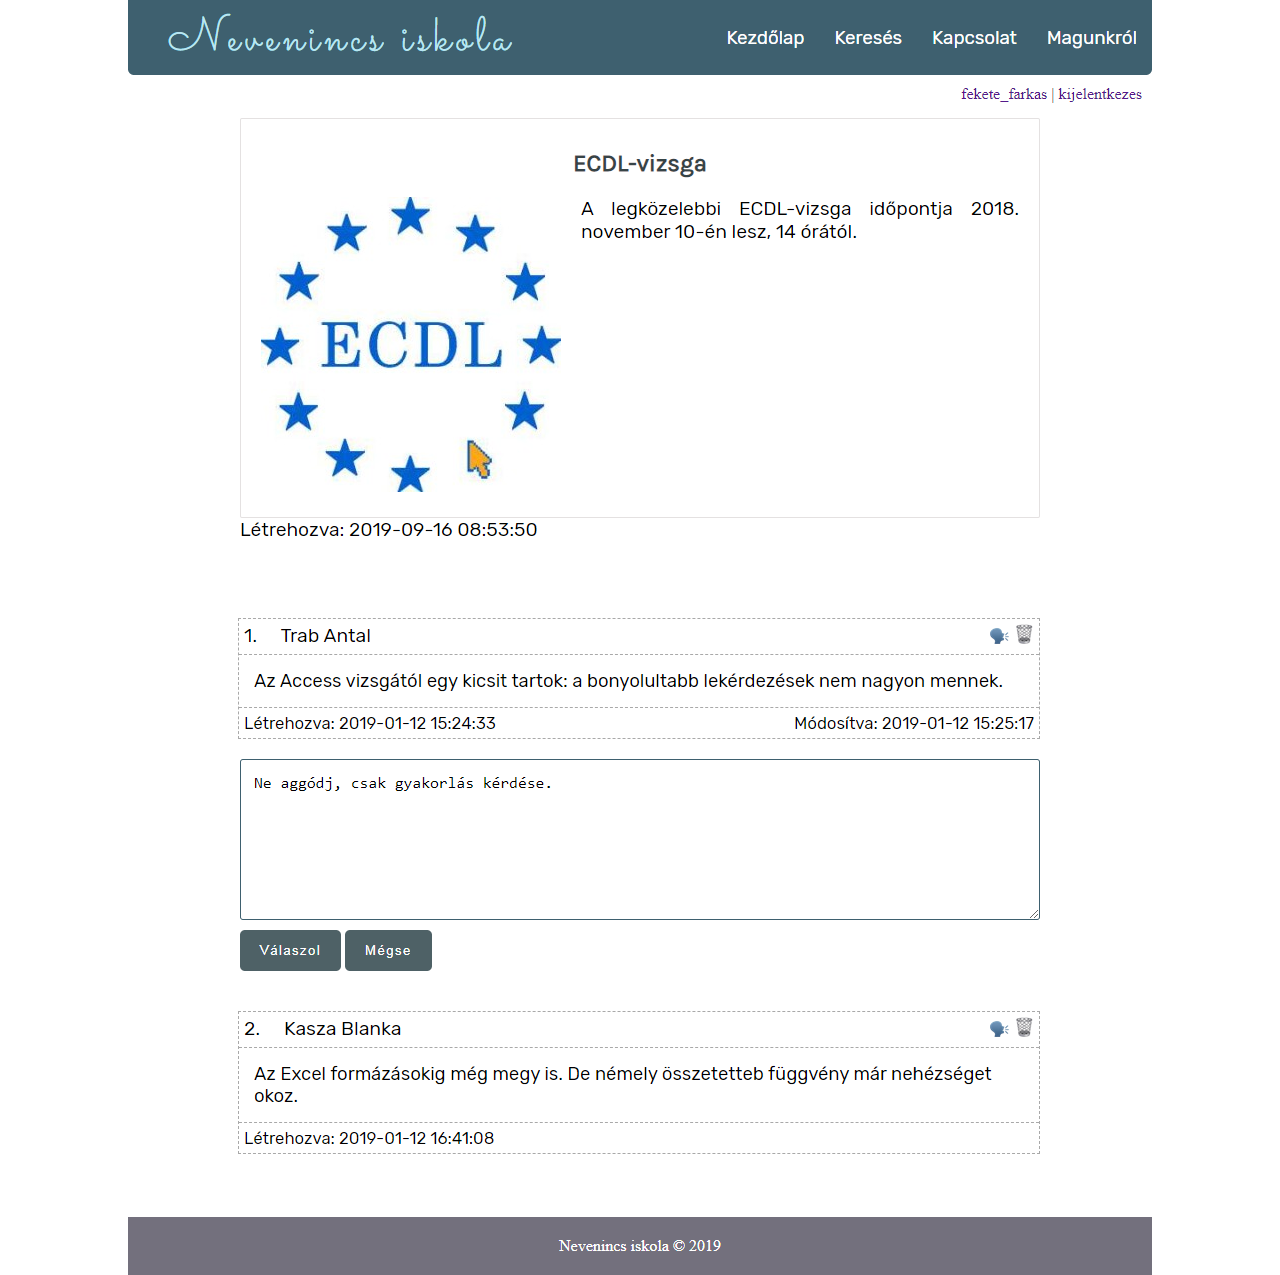 Nevenincs iskola
Kezdőlap Keresés Kapcsolat Magunkról
fekete_farkas | kijelentkezes
ECDL-vizsga
A legközelebbi ECDL-vizsga időpontja 2018.
november 10-én lesz, 14 órától.
ECDL
Létrehozva: 2019-09-16 08:53:50
1. Trab Antal
Az Access vizsgától egy kicsit tartok: a bonyolultabb lekérdezések nem nagyon mennek.
Létrehozva: 2019-01-12 15:24:33 Módosítva: 2019-01-12 15:25:17
Ne aggódj, csak gyakorlás kérdése.
Válaszol Mégse
2. Kasza Blanka
Az Excel formázásokig még megy is. De némely összetetteb függvény már nehézséget
okoz.
Létrehozva: 2019-01-12 16:41:08
Nevenincs iskola © 2019